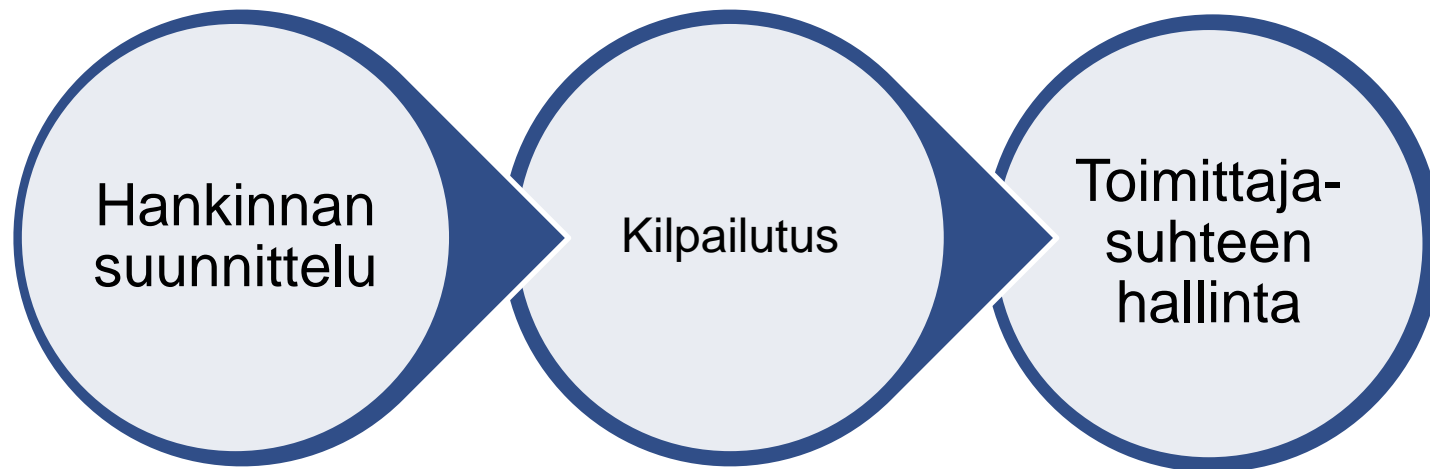 Hankinnan
suunnittelu
Kilpailutus
Toimittaja-
suhteen
hallinta